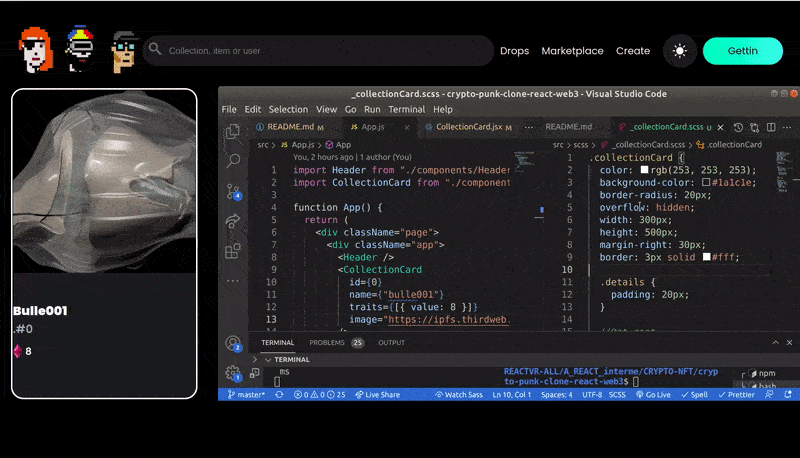 Collection, item or user
Drops
Marketplace
Create
Gettin
Bulle001
.#0
8
_collectionCard.scss - crypto-punk-clone-react-web3 - Visual Studio Code
File Edit Selection View Go Run Terminal Help
README.md M
JS App.js
CollectionCard.jsx M
README.md
_collectionCard.scss U
src > JS App.js > App
You, 2 hours ago | 1 author (You)
1 import Header from "./components/Header
2 import CollectionCard from "./component
3
4 function App() {
5 return (
6 <div className="page">
7 <div className="app">
8 <Header />
9 <CollectionCard
10 id={0}
11 name={"bulle001"}
12 traits={[{ value: 8 }]}
13 image="https://ipfs.thirdweb.
src > scss > _collectionCard.scss > .collectionCard
1 .collectionCard {
2 color: rgb(253, 253, 253);
3 background-color: #1a1c1e;
4 border-radius: 20px;
5 overflow: hidden;
6 width: 300px;
7 height: 500px;
8 margin-right: 30px;
9 border: 3px solid #fff;
10
11 .details {
12 padding: 20px;
13 }
14
TERMINAL PROBLEMS 25 OUTPUT
TERMINAL
ms
REACTVR-ALL/A_REACT_interme/CRYPTO-NFT/cryp
to-punk-clone-react-web3$
npm
bash
4
2
1
master* 0 0 25 Live Share Watch Sass Ln 10, Col 1 Spaces: 4 UTF-8 SCSS Go Live Spell Prettier